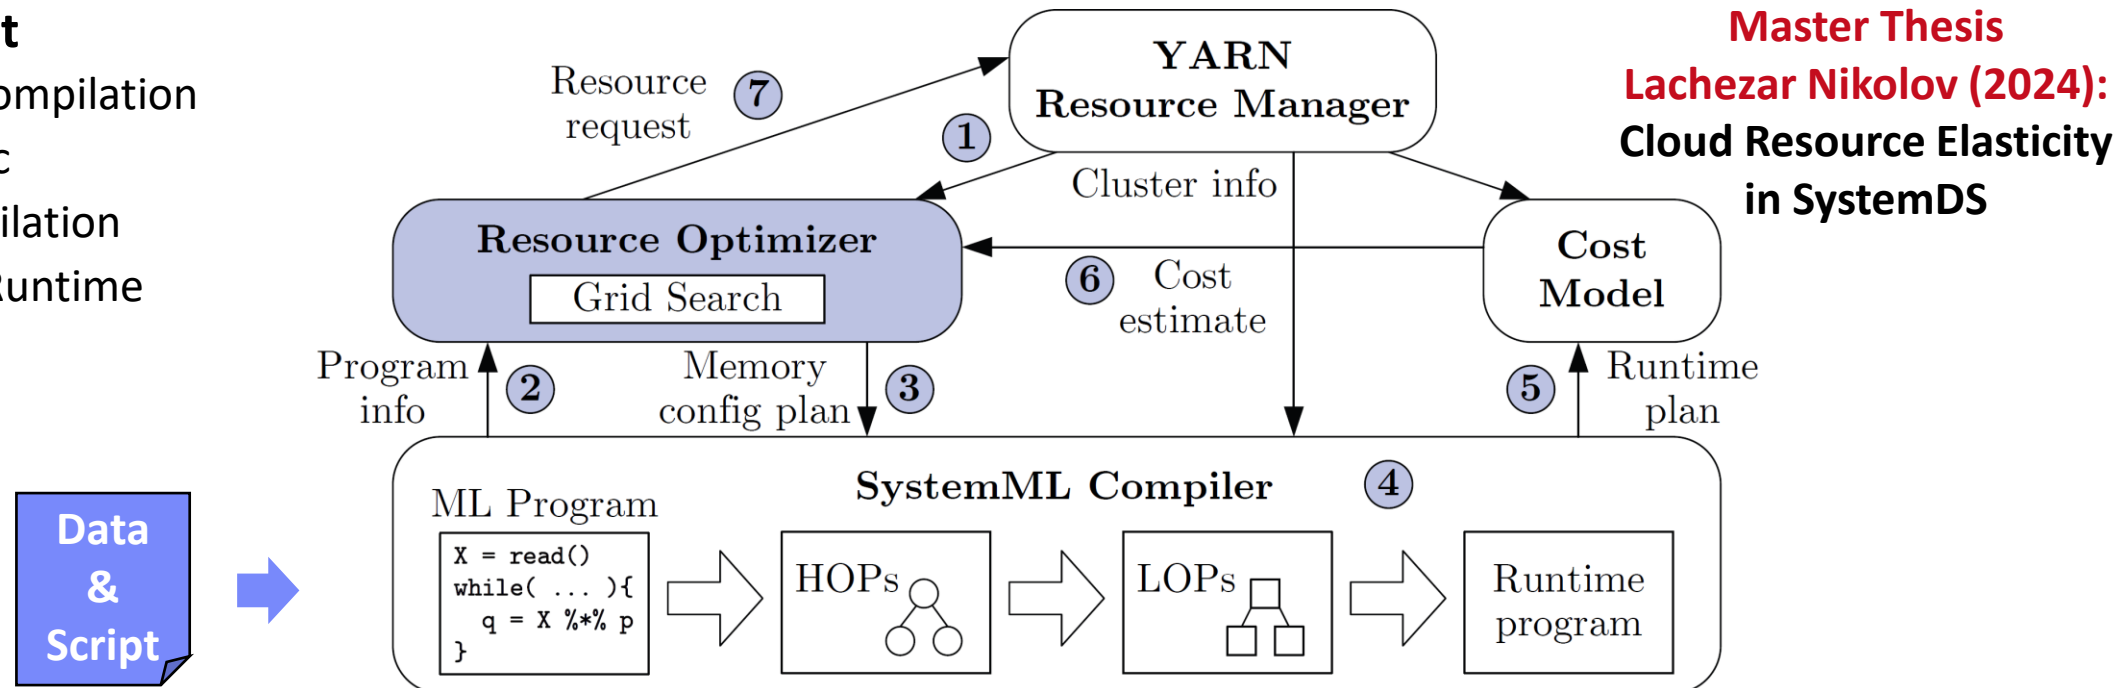 t
ompilation
c
ilation
Runtime
Master Thesis
Lachezar Nikolov (2024):
Cloud Resource Elasticity
in SystemDS
YARN
Resource Manager
Resource
request
7
1
Cluster info
Resource Optimizer
Grid Search
Cost
Model
6
Cost
estimate
Program
info
2
Memory
config plan
3
5
Runtime
plan
SystemML Compiler
4
Data
&
Script
ML Program
X = read()
while( ... ){
q = X %*% p
}
HOPs
LOPs
Runtime
program